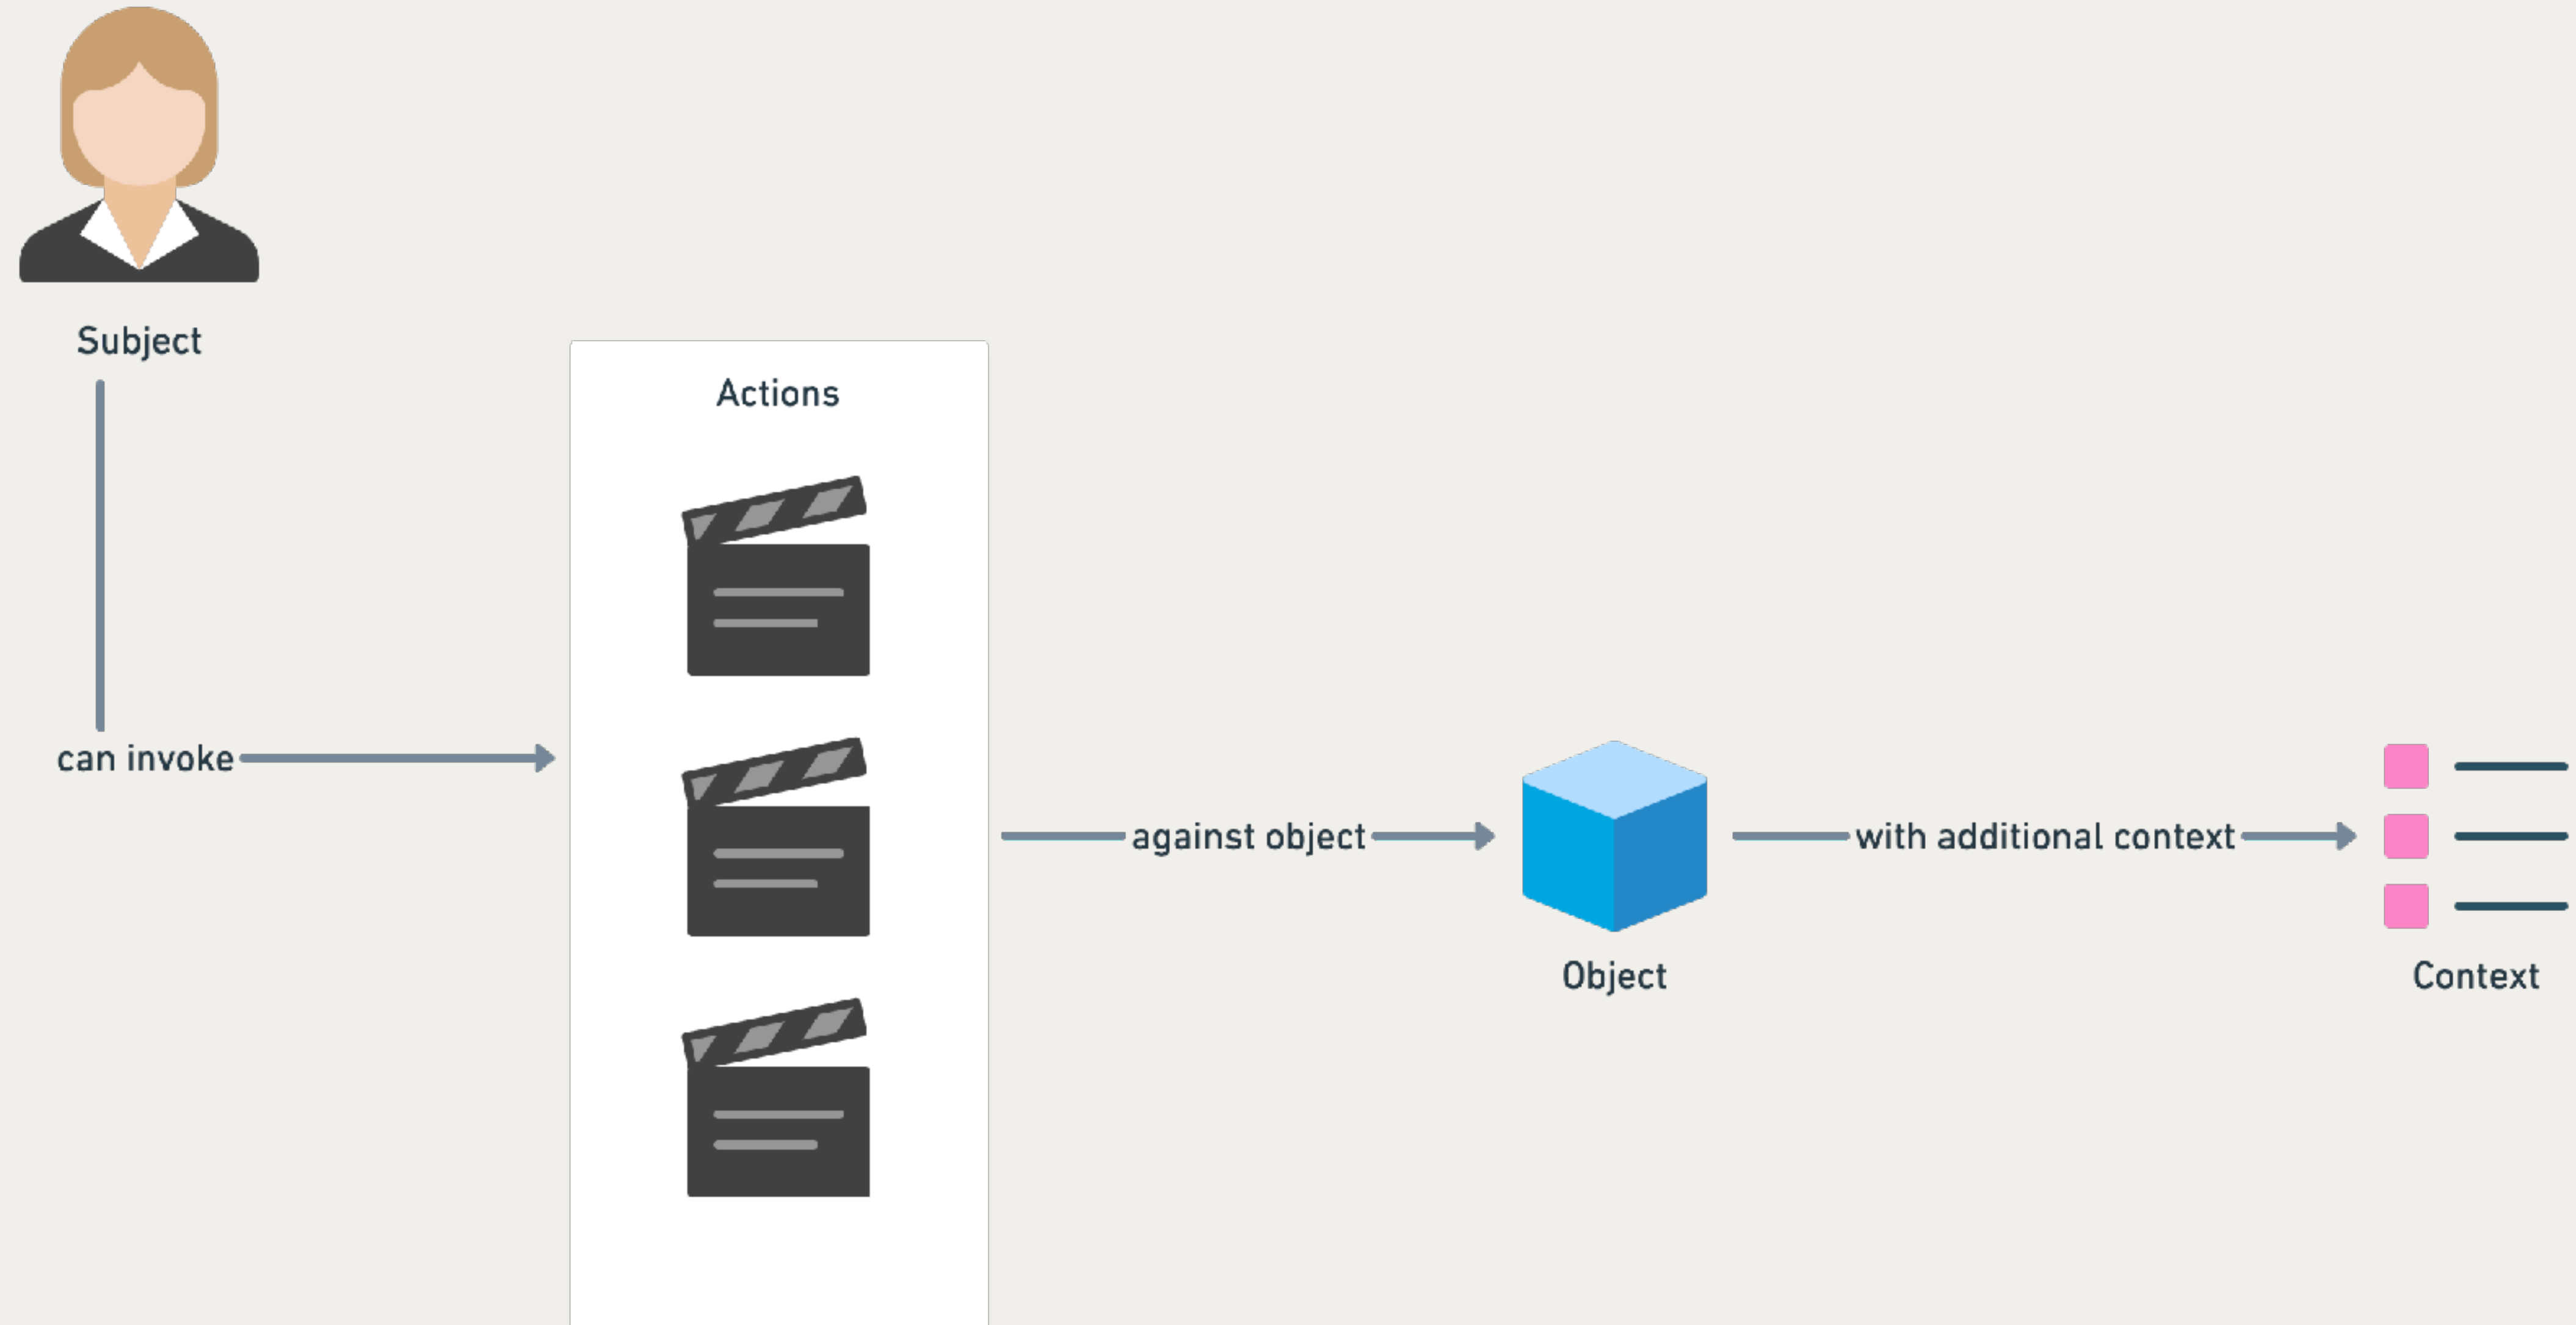 Subject
Actions
can invoke
against object
with additional context
Object
Context